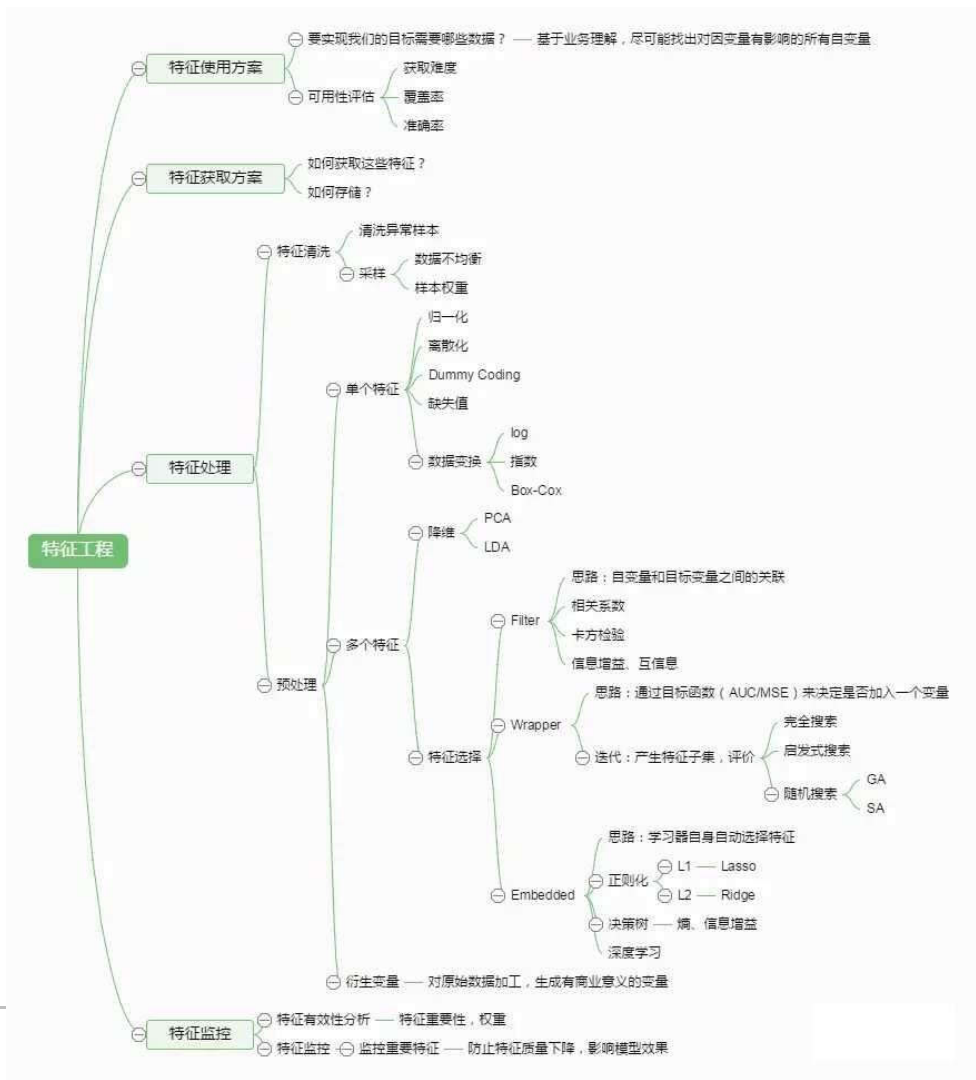 要实现我们的目标需要哪些数据？
基于业务理解，尽可能找出对因变量有影响的所有自变量
特征使用方案
可用性评估
获取难度
覆盖率
准确率
特征获取方案
如何获取这些特征？
如何存储？
特征清洗
清洗异常样本
采样
数据不均衡
样本权重
特征处理
单个特征
归一化
离散化
Dummy Coding
缺失值
数据变换
log
指数
Box-Cox
特征工程
预处理
多个特征
降维
PCA
LDA
特征选择
Filter
思路：自变量和目标变量之间的关联
相关系数
卡方检验
信息增益、互信息
Wrapper
思路：通过目标函数（AUC/MSE）来决定是否加入一个变量
迭代：产生特征子集，评价
完全搜索
启发式搜索
随机搜索
GA
SA
Embedded
思路：学习器自身自动选择特征
正则化
L1
Lasso
L2
Ridge
决策树
熵、信息增益
深度学习
衍生变量
对原始数据加工，生成有商业意义的变量
特征监控
特征有效性分析
特征重要性，权重
特征监控
监控重要特征
防止特征质量下降，影响模型效果